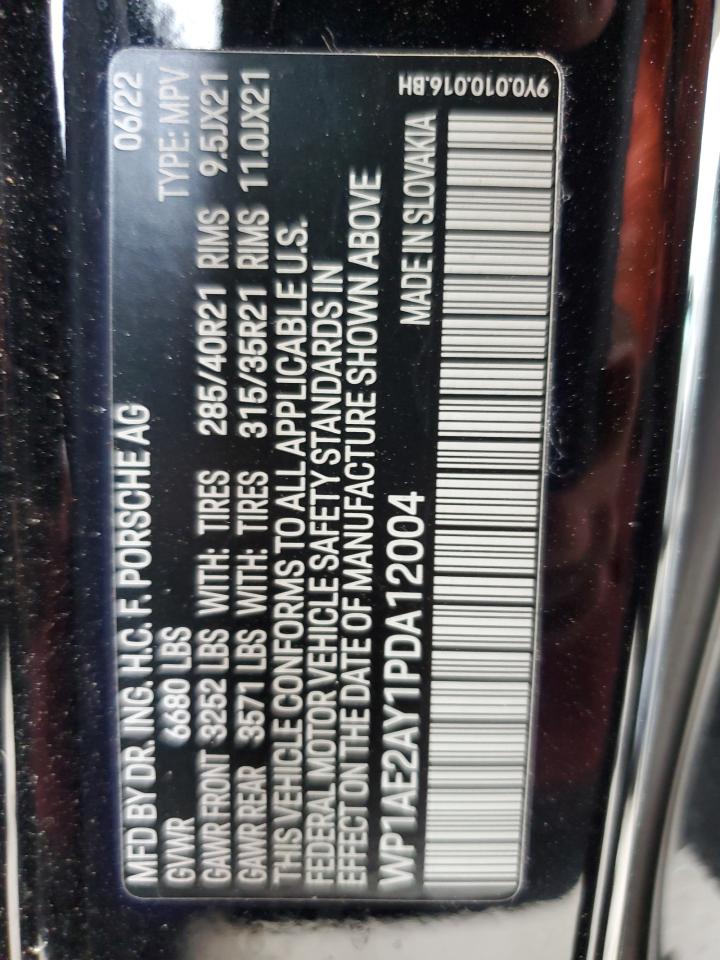 MFD BY DR. ING. H.C. F. PORSCHE AG 06/22
GVWR 6680 LBS TYPE: MPV
GAWR FRONT 3252 LBS WITH: TIRES 285/40R21 RIMS 9.5JX21
GAWR REAR 3571 LBS WITH: TIRES 315/35R21 RIMS 11.0JX21
THIS VEHICLE CONFORMS TO ALL APPLICABLE U.S.
FEDERAL MOTOR VEHICLE SAFETY STANDARDS IN
EFFECT ON THE DATE OF MANUFACTURE SHOWN ABOVE
WP1AE2AY1PDA12004 MADE IN SLOVAKIA
9Y0.010.016.BH